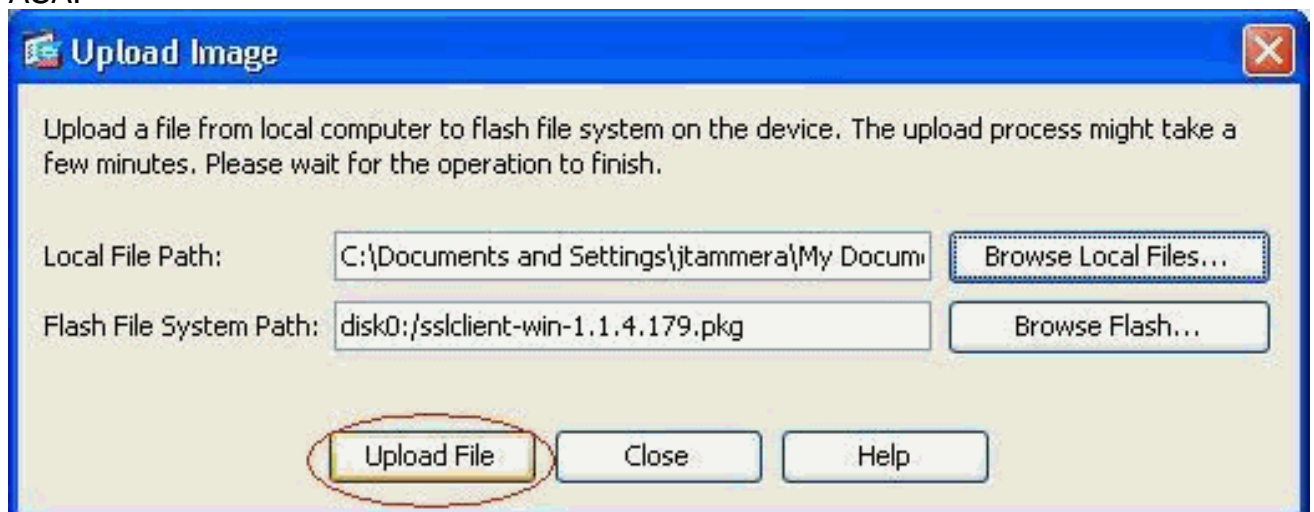 Upload Image
Upload a file from local computer to flash file system on the device. The upload process might take a
few minutes. Please wait for the operation to finish.
Local File Path: C:\Documents and Settings\jtammera\My Docum Browse Local Files...
Flash File System Path: disk0:/sslclient-win-1.1.4.179.pkg Browse Flash...
Upload File Close Help